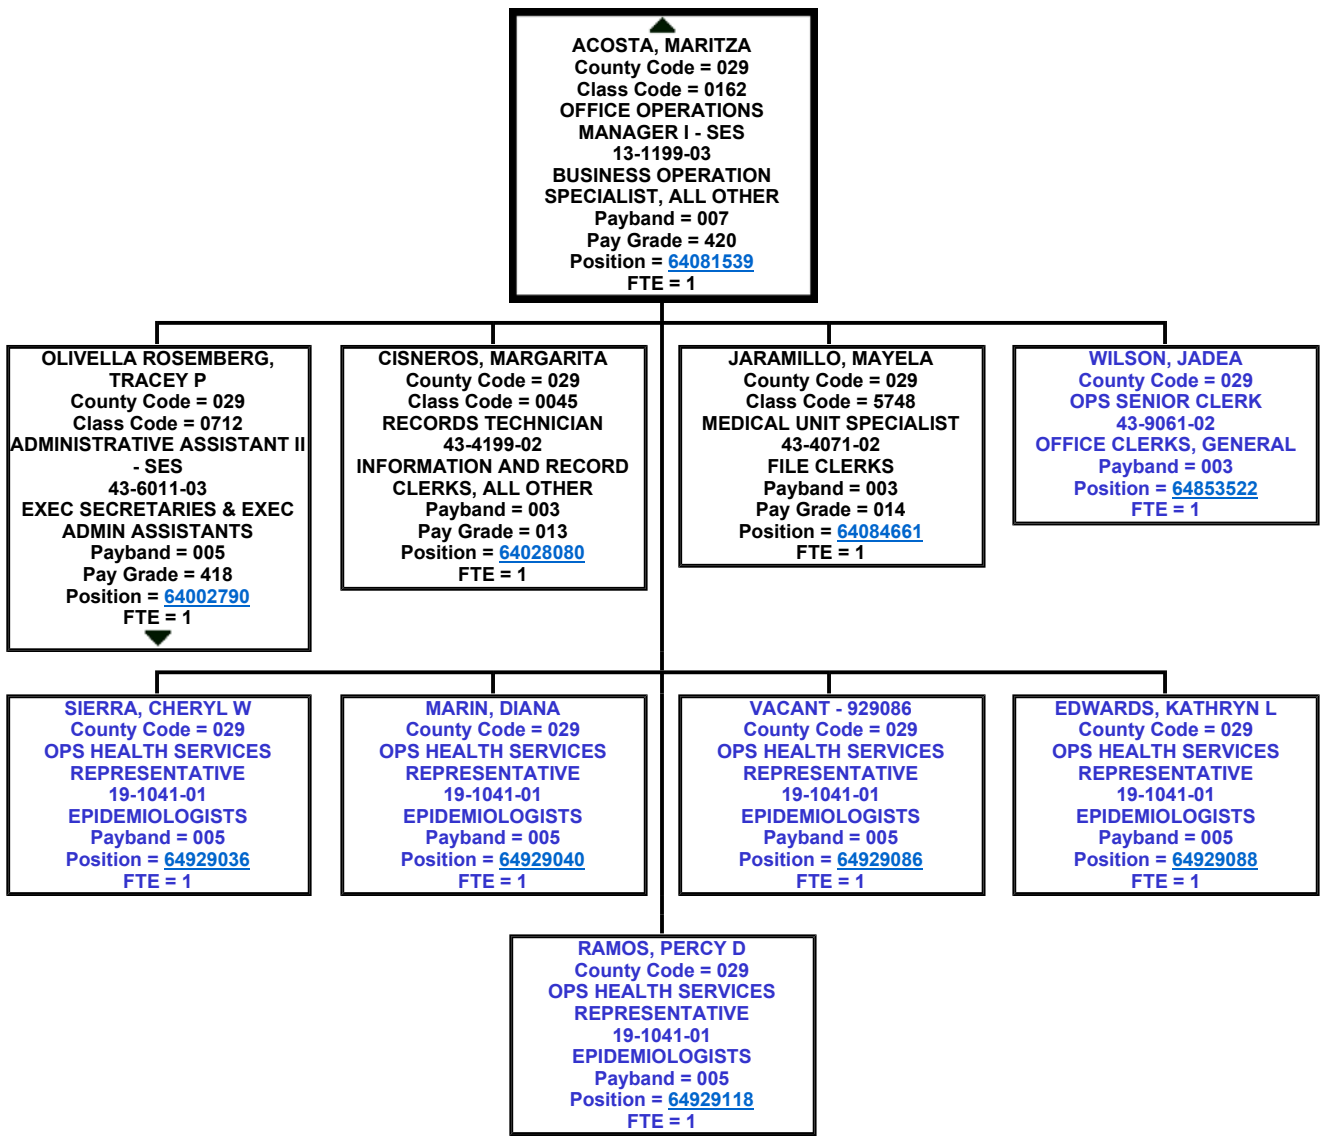 ACOSTA, MARITZA
County Code = 029
Class Code = 0162
OFFICE OPERATIONS
MANAGER I - SES
13-1199-03
BUSINESS OPERATION
SPECIALIST, ALL OTHER
Payband = 007
Pay Grade = 420
Position = 64081539
FTE = 1
OLIVELLA ROSEMBERG,
TRACEY P
County Code = 029
Class Code = 0712
ADMINISTRATIVE ASSISTANT II
- SES
43-6011-03
EXEC SECRETARIES & EXEC
ADMIN ASSISTANTS
Payband = 005
Pay Grade = 418
Position = 64002790
FTE = 1
CISNEROS, MARGARITA
County Code = 029
Class Code = 0045
RECORDS TECHNICIAN
43-4199-02
INFORMATION AND RECORD
CLERKS, ALL OTHER
Payband = 003
Pay Grade = 013
Position = 64028080
FTE = 1
JARAMILLO, MAYELA
County Code = 029
Class Code = 5748
MEDICAL UNIT SPECIALIST
43-4071-02
FILE CLERKS
Payband = 003
Pay Grade = 014
Position = 64084661
FTE = 1
WILSON, JADEA
County Code = 029
OPS SENIOR CLERK
43-9061-02
OFFICE CLERKS, GENERAL
Payband = 003
Position = 64853522
FTE = 1
SIERRA, CHERYL W
County Code = 029
OPS HEALTH SERVICES
REPRESENTATIVE
19-1041-01
EPIDEMIOLOGISTS
Payband = 005
Position = 64929036
FTE = 1
MARIN, DIANA
County Code = 029
OPS HEALTH SERVICES
REPRESENTATIVE
19-1041-01
EPIDEMIOLOGISTS
Payband = 005
Position = 64929040
FTE = 1
VACANT - 929086
County Code = 029
OPS HEALTH SERVICES
REPRESENTATIVE
19-1041-01
EPIDEMIOLOGISTS
Payband = 005
Position = 64929086
FTE = 1
EDWARDS, KATHRYN L
County Code = 029
OPS HEALTH SERVICES
REPRESENTATIVE
19-1041-01
EPIDEMIOLOGISTS
Payband = 005
Position = 64929088
FTE = 1
RAMOS, PERCY D
County Code = 029
OPS HEALTH SERVICES
REPRESENTATIVE
19-1041-01
EPIDEMIOLOGISTS
Payband = 005
Position = 64929118
FTE = 1